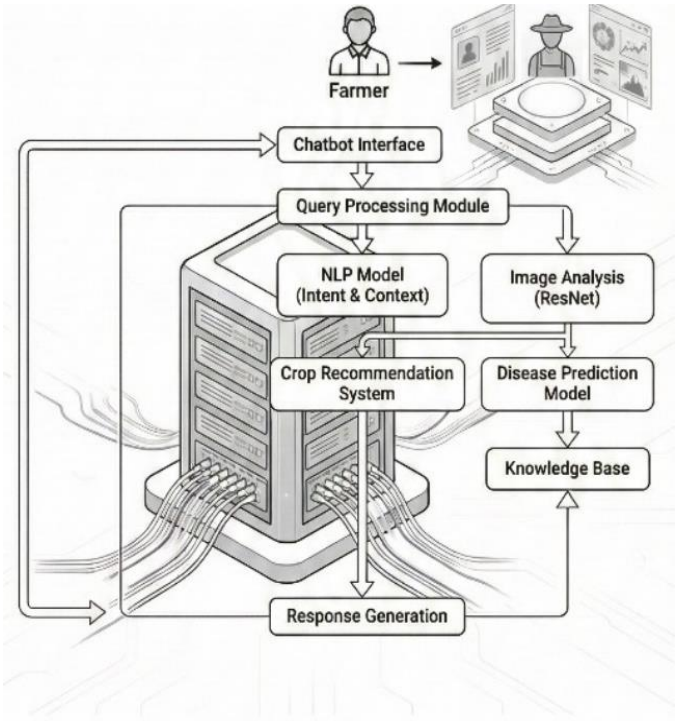 Farmer
Chatbot Interface
Query Processing Module
NLP Model
(Intent & Context)
Image Analysis
(ResNet)
Crop Recommendation
System
Disease Prediction
Model
Knowledge Base
Response Generation